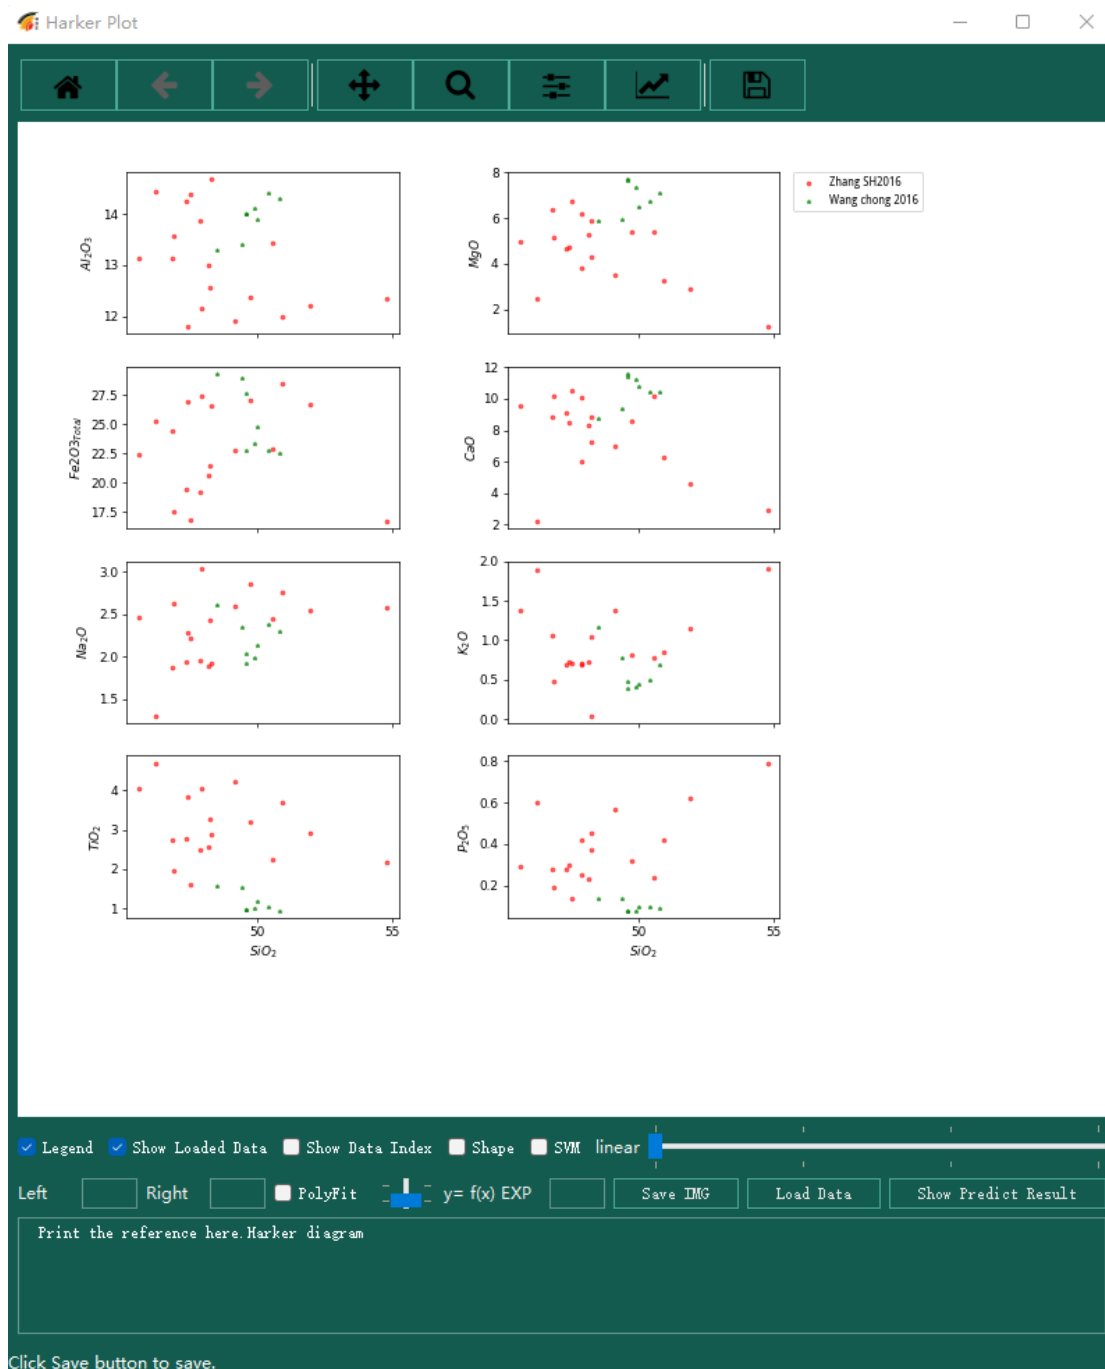 Harker Plot
Zhang SH2016
Wang chong 2016
14
13
12
Al₂O₃
8
6
4
2
MgO
27.5
25.0
22.5
20.0
17.5
Fe2O3Total
12
10
8
6
4
2
CaO
3.0
2.5
2.0
1.5
Na₂O
2.0
1.5
1.0
0.5
0.0
K₂O
4
3
2
1
TiO₂
50 55
SiO₂
0.8
0.6
0.4
0.2
P₂O₅
50 55
SiO₂
Legend Show Loaded Data Show Data Index Shape SVM linear
Left Right PolyFit y= f(x) EXP Save IMG Load Data Show Predict Result
Print the reference here.Harker diagram
Click Save button to save.